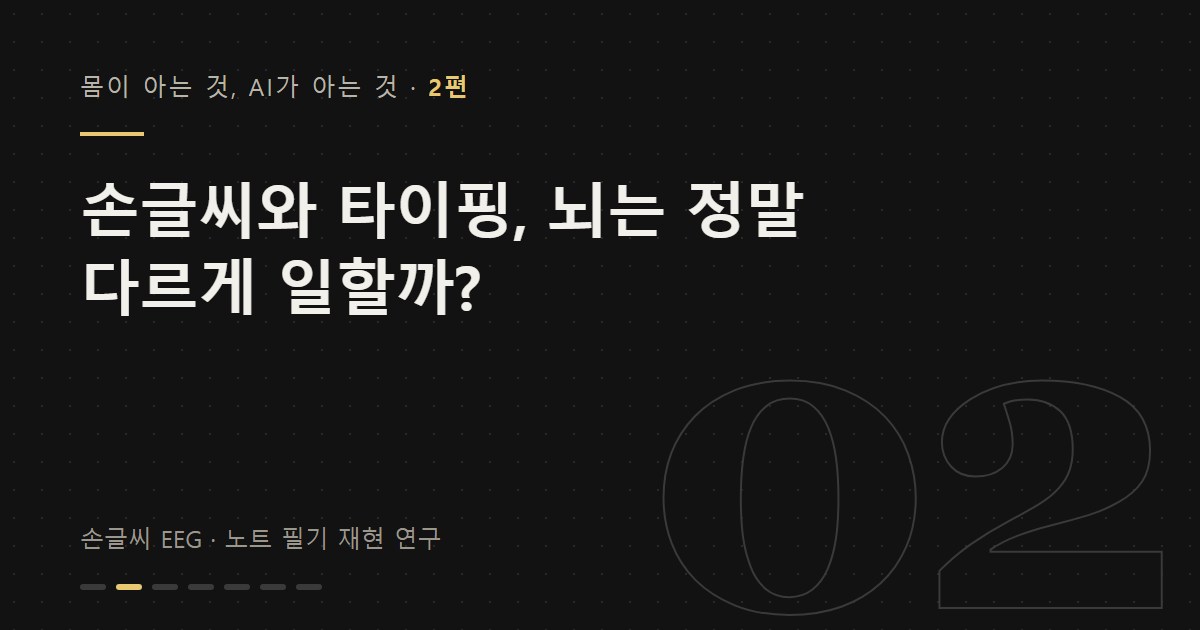 몸이 아는 것, AI가 아는 것 · 2편
손글씨와 타이핑, 뇌는 정말
다르게 일할까?
손글씨 EEG · 노트 필기 재현 연구
02